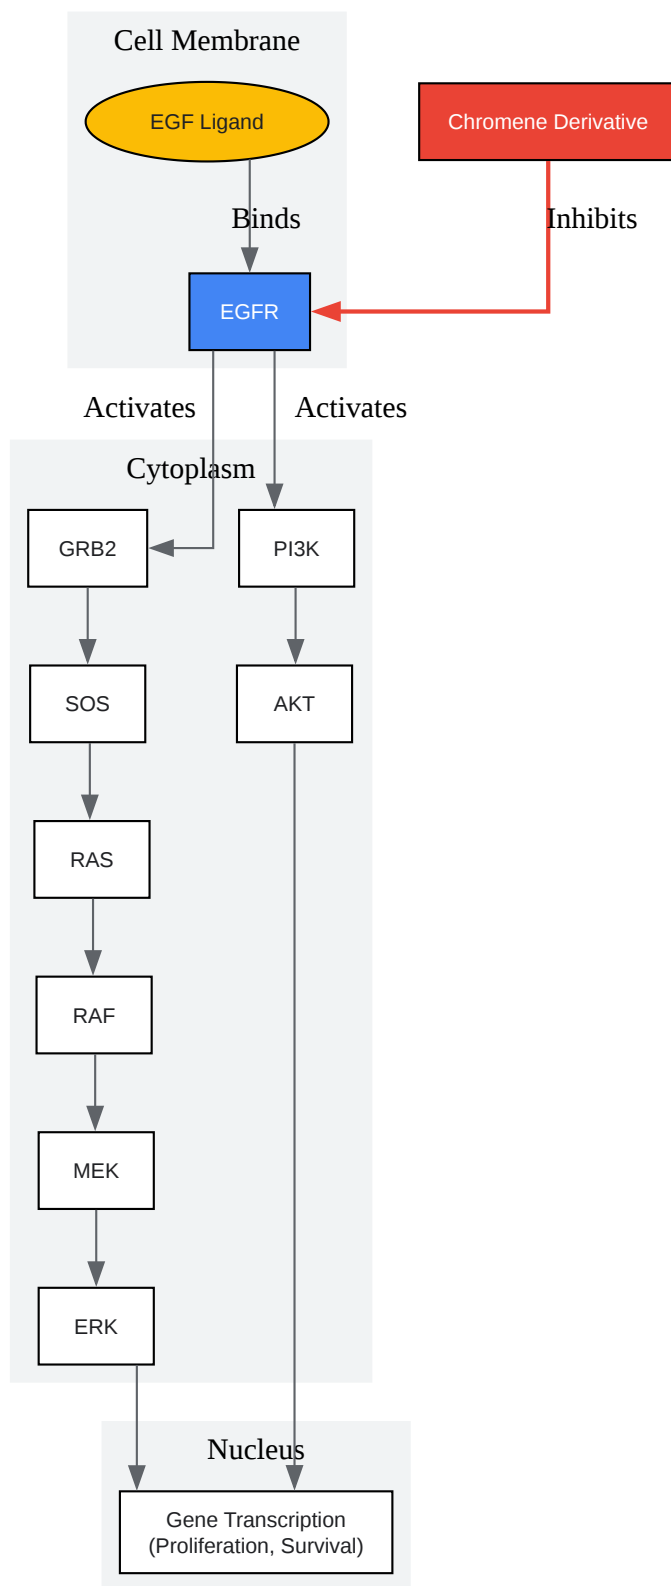 Cell Membrane
EGF Ligand
Chromene Derivative
Binds
Inhibits
EGFR
Activates
Activates
Cytoplasm
GRB2
PI3K
SOS
AKT
RAS
RAF
MEK
ERK
Nucleus
Gene Transcription
(Proliferation, Survival)